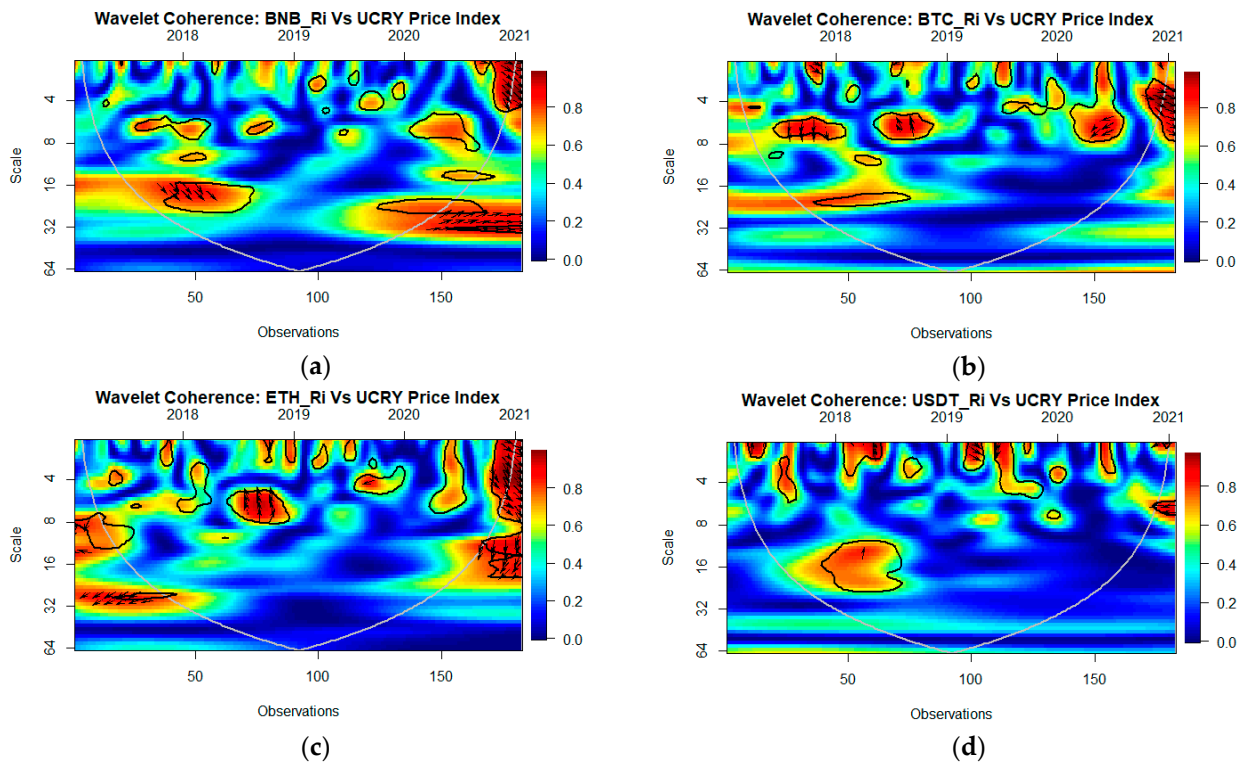 Wavelet Coherence: BNB_Ri Vs UCRY Price Index
2018 2019 2020 2021
Scale
4
8
16
32
64
0.8
0.6
0.4
0.2
0.0
50 100 150
Observations
(a)
Wavelet Coherence: BTC_Ri Vs UCRY Price Index
2018 2019 2020 2021
Scale
4
8
16
32
64
0.8
0.6
0.4
0.2
0.0
50 100 150
Observations
(b)
Wavelet Coherence: ETH_Ri Vs UCRY Price Index
2018 2019 2020 2021
Scale
4
8
16
32
64
0.8
0.6
0.4
0.2
0.0
50 100 150
Observations
(c)
Wavelet Coherence: USDT_Ri Vs UCRY Price Index
2018 2019 2020 2021
Scale
4
8
16
32
64
0.8
0.6
0.4
0.2
0.0
50 100 150
Observations
(d)